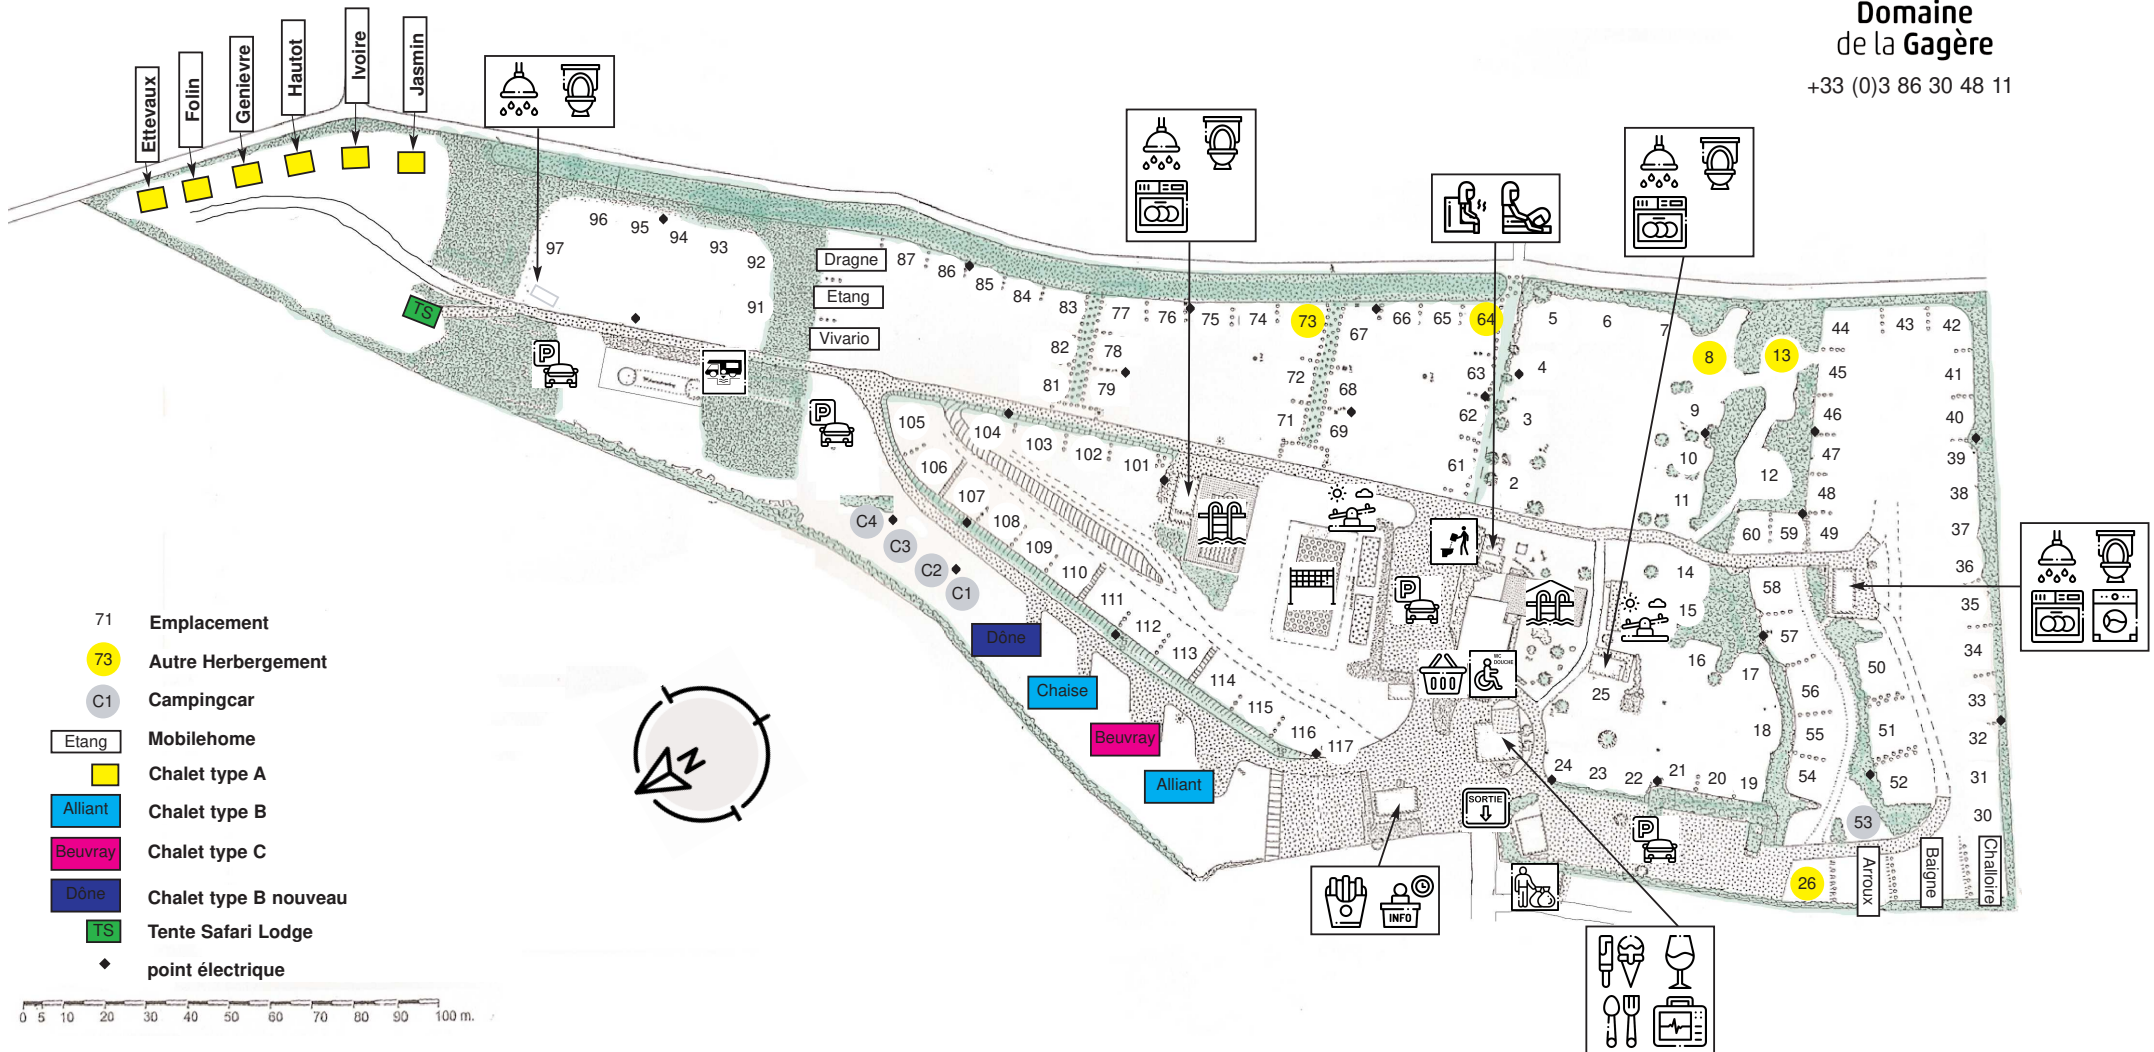 Domaine
de la Gagère
+33 (0)3 86 30 48 11
Ettevaux
Folin
Genievre
Hautot
Ivoire
Jasmin
97
96
95
94
93
92
91
Dragne
Etang
Vivario
87
86
85
84
83
82
81
77
78
79
76
75
74
73
72
71
67
68
69
66
65
64
63
62
61
5
6
7
4
3
2
8
13
9
10
11
12
44
43
42
45
41
46
40
47
39
48
38
60
59
49
37
36
35
34
33
32
31
30
14
15
16
17
18
19
20
21
22
23
24
25
58
57
56
55
54
50
51
52
53
26
Arroux
Baigne
Challoire
TS
P
P
P
P
105
104
103
102
101
106
107
108
109
110
111
112
113
114
115
116
117
C4
C3
C2
C1
Dône
Chaise
Beuvray
Alliant
WC
DOUCHE
SORTIE
INFO
N
71 Emplacement
73 Autre Herbergement
C1 Campingcar
Etang Mobilehome
Chalet type A
Alliant Chalet type B
Beuvray Chalet type C
Dône Chalet type B nouveau
TS Tente Safari Lodge
point électrique
0 5 10 20 30 40 50 60 70 80 90 100 m.